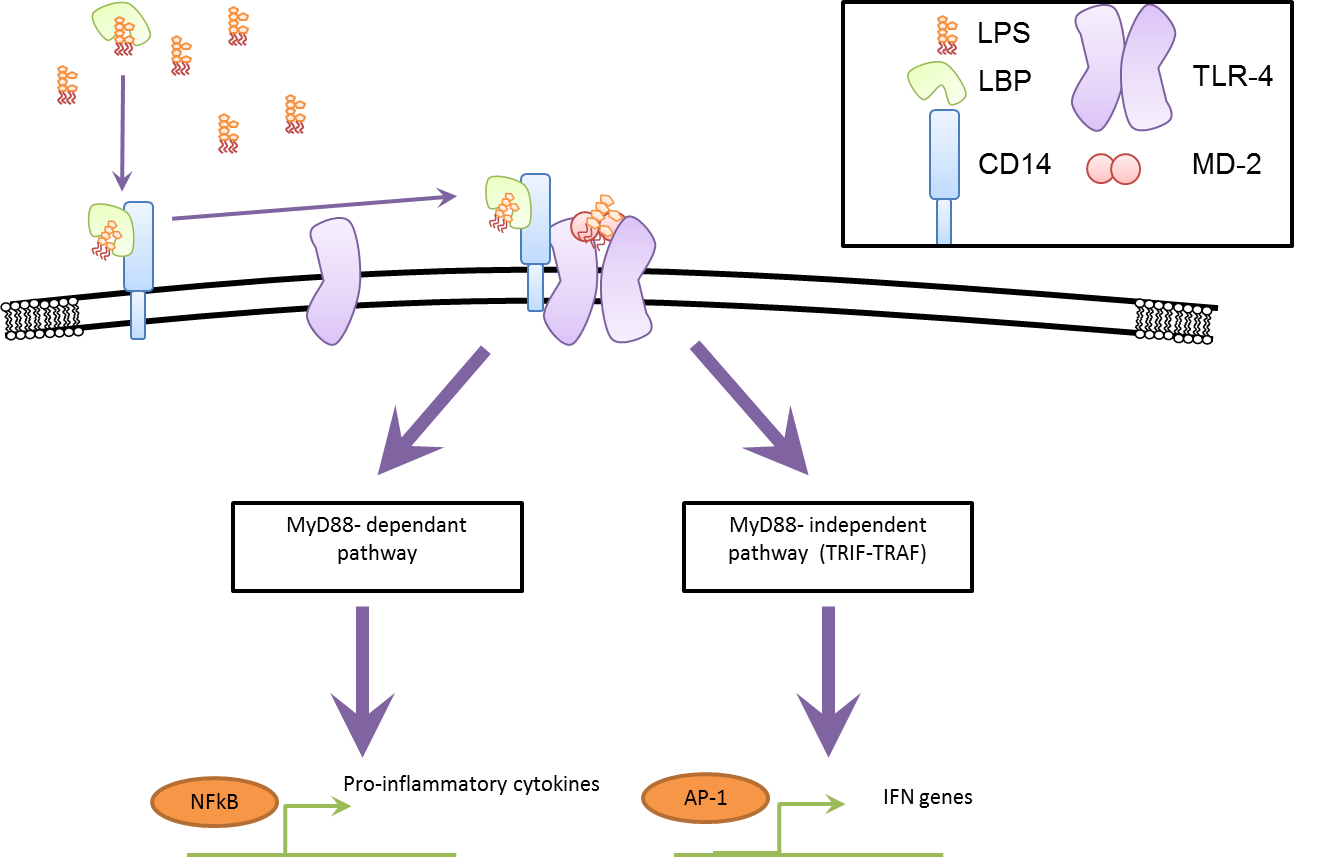 LPS
LBP
CD14
TLR-4
MD-2
MyD88- dependant
pathway
MyD88- independent
pathway (TRIF-TRAF)
NFkB
Pro-inflammatory cytokines
AP-1
IFN genes